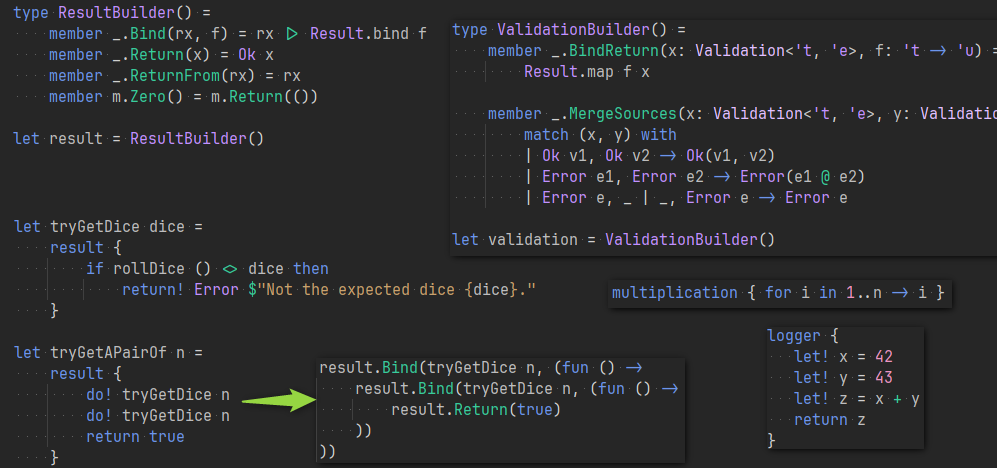 type ResultBuilder() =
member _.Bind(rx, f) = rx |> Result.bind f
member _.Return(x) = Ok x
member _.ReturnFrom(rx) = rx
member m.Zero() = m.Return(())
let result = ResultBuilder()
let tryGetDice dice =
result {
if rollDice () <> dice then
return! Error $"Not the expected dice {dice}."
}
let tryGetAPairOf n =
result {
do! tryGetDice n
do! tryGetDice n
return true
}
result.Bind(tryGetDice n, (fun () ->
result.Bind(tryGetDice n, (fun () ->
result.Return(true)
))
))
type ValidationBuilder() =
member _.BindReturn(x: Validation<'t, 'e>, f: 't -> 'u) =
Result.map f x
member _.MergeSources(x: Validation<'t, 'e>, y: Validation
match (x, y) with
| Ok v1, Ok v2 -> Ok(v1, v2)
| Error e1, Error e2 -> Error(e1 @ e2)
| Error e, _ | _, Error e -> Error e
let validation = ValidationBuilder()
multiplication { for i in 1..n -> i }
logger {
let! x = 42
let! y = 43
let! z = x + y
return z
}